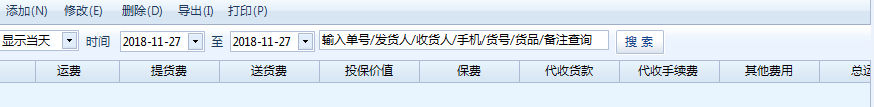 添加(N) 修改(E) 删除(D) 导出(I) 打印(P)
显示当天 时间 2018-11-27 至 2018-11-27 输入单号/发货人/收货人/手机/货号/货品/备注查询 搜 索
运费 提货费 送货费 投保价值 保费 代收货款 代收手续费 其他费用 总运